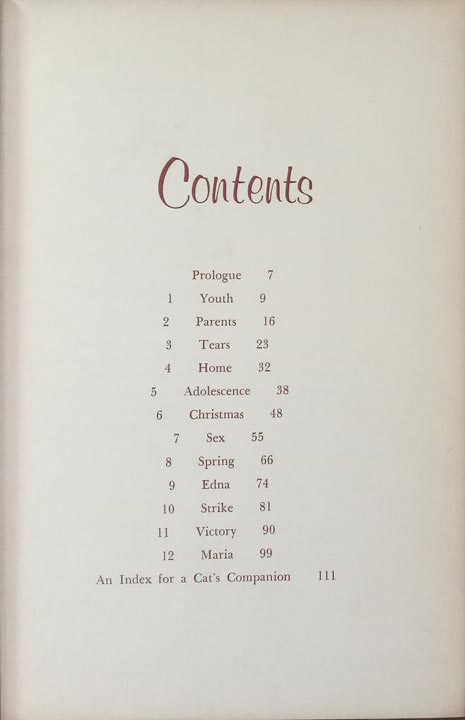 Contents
Prologue 7
1 Youth 9
2 Parents 16
3 Tears 23
4 Home 32
5 Adolescence 38
6 Christmas 48
7 Sex 55
8 Spring 66
9 Edna 74
10 Strike 81
11 Victory 90
12 Maria 99
An Index for a Cat's Companion 111